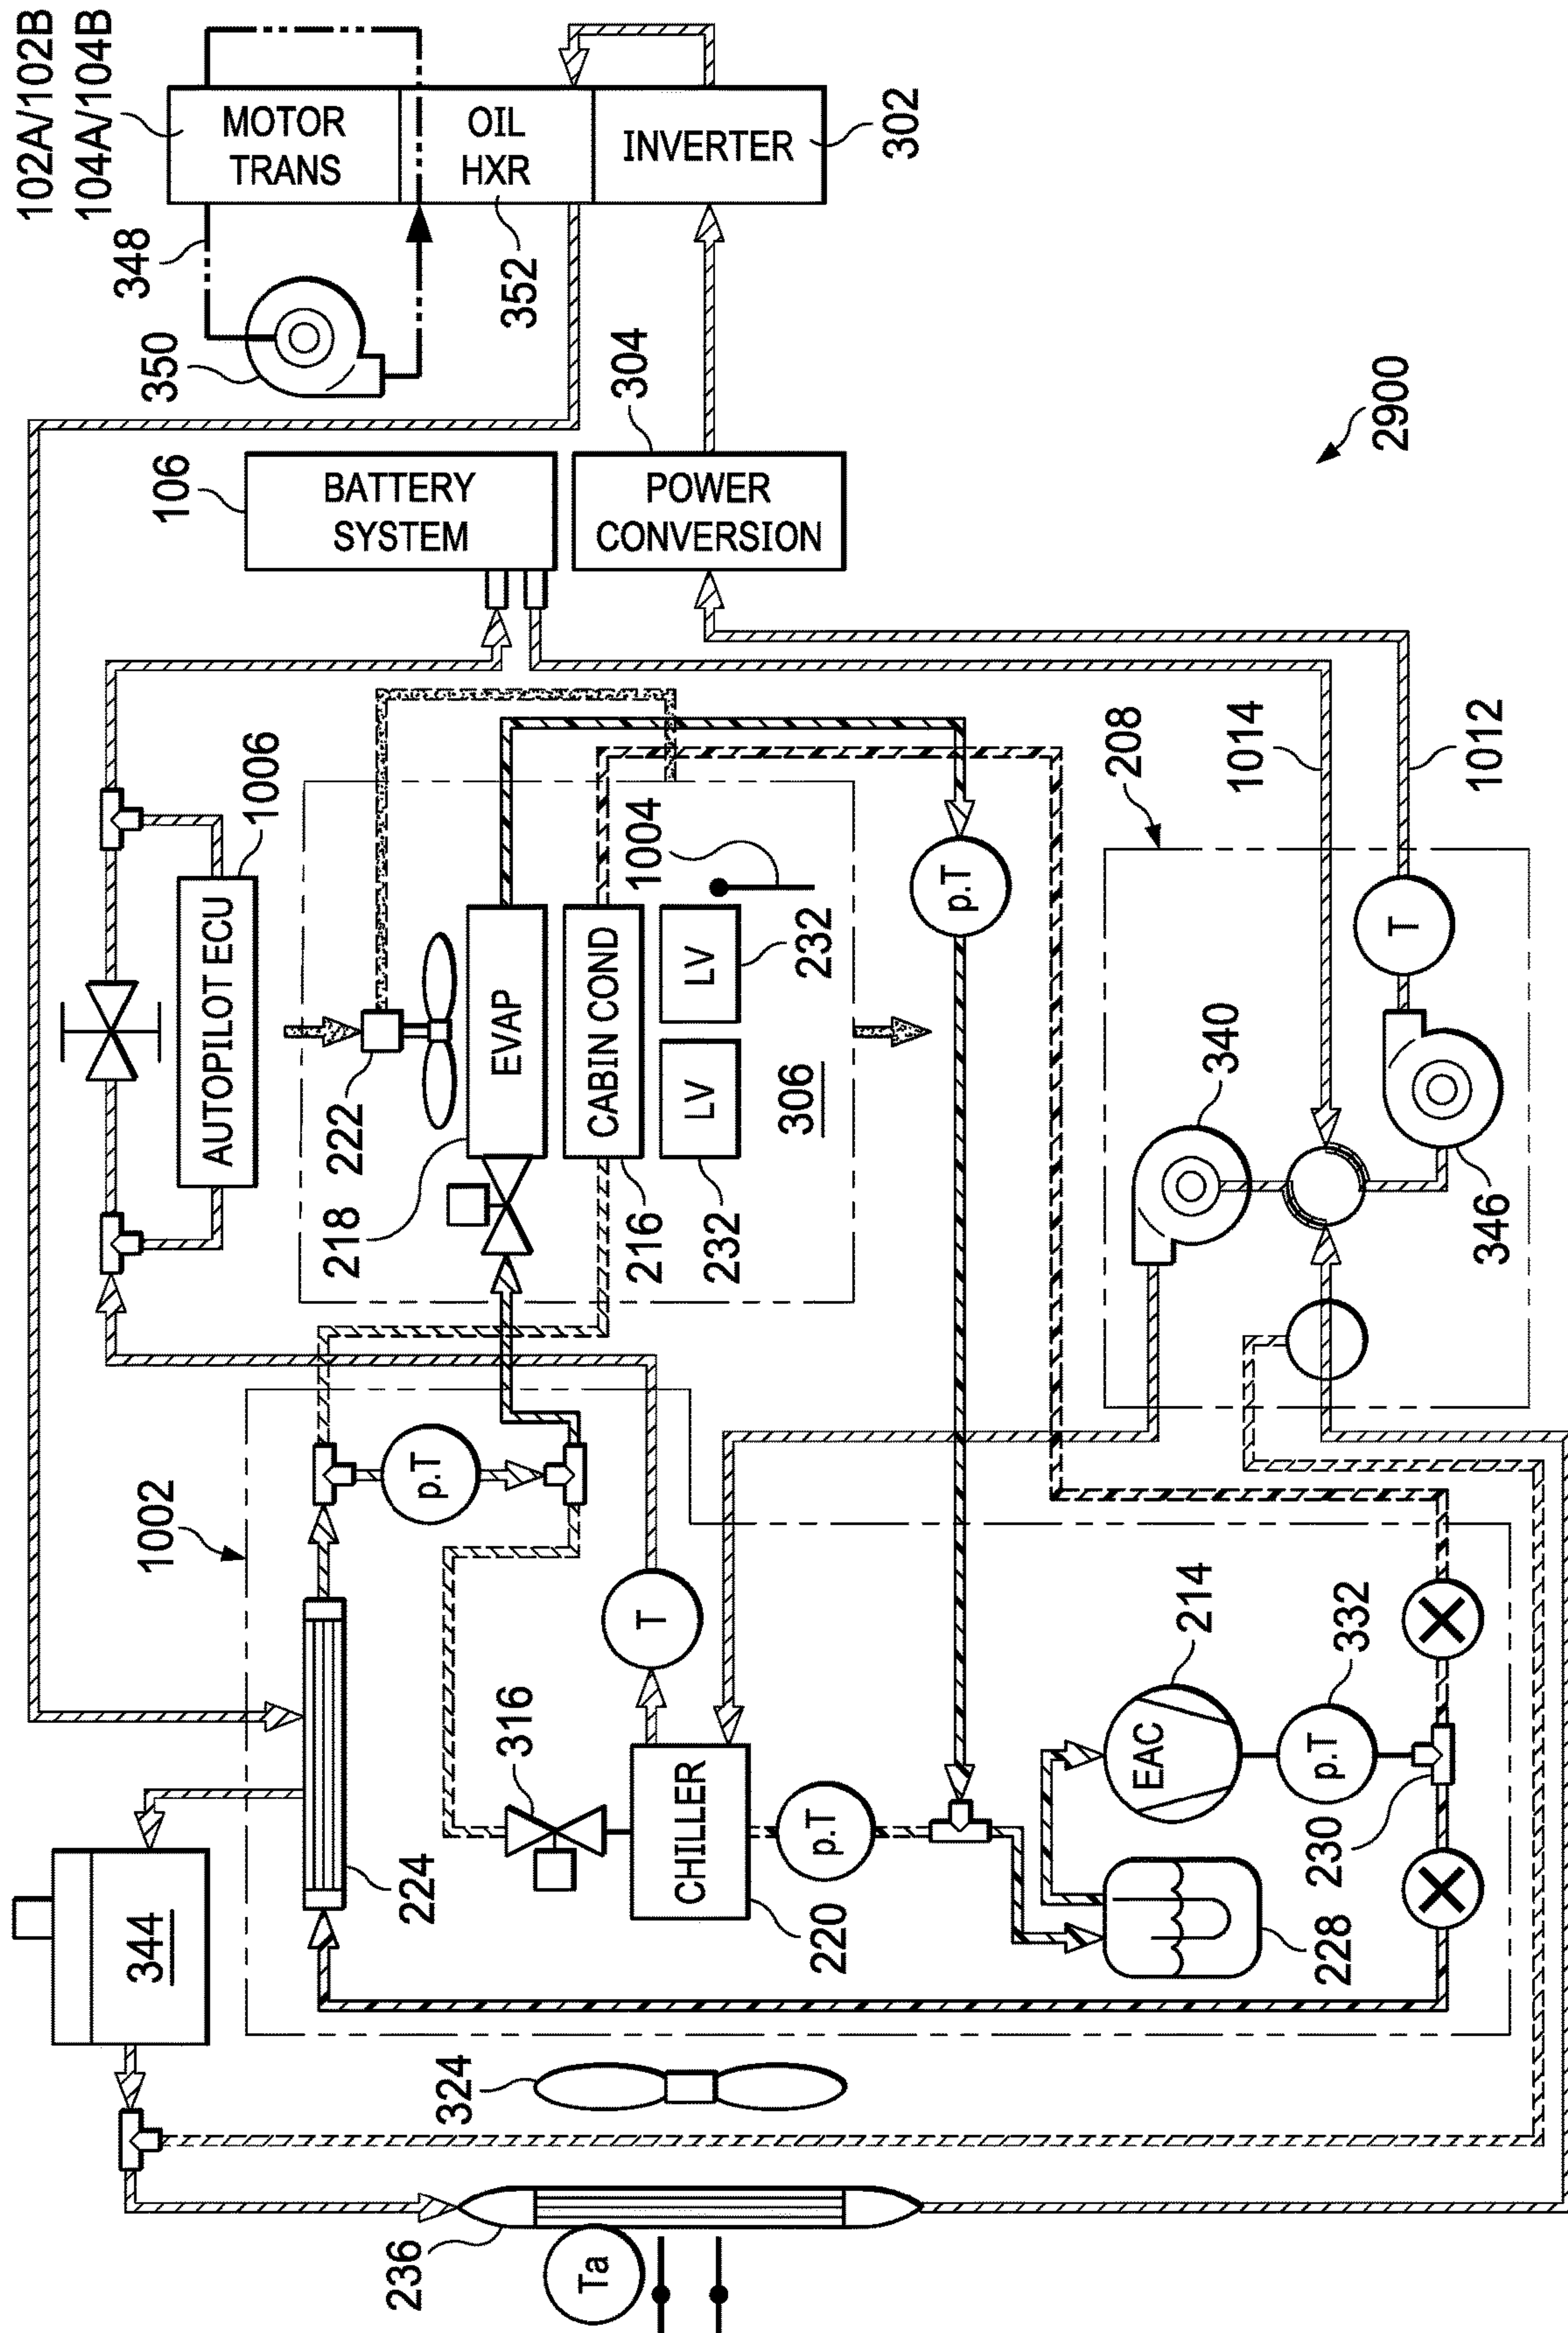 102A/102B
104A/104B
MOTOR
TRANS
OIL
HXR
INVERTER
302
348
350
352
304
106
BATTERY
SYSTEM
POWER
CONVERSION
2900
1006
AUTOPILOT ECU
222
EVAP
218
CABIN COND
216
LV
232
LV
232
1004
306
p.T
1014
208
1012
T
340
346
1002
p.T
T
224
344
316
CHILLER
220
p.T
EAC
214
p.T
332
230
228
324
236
Ta